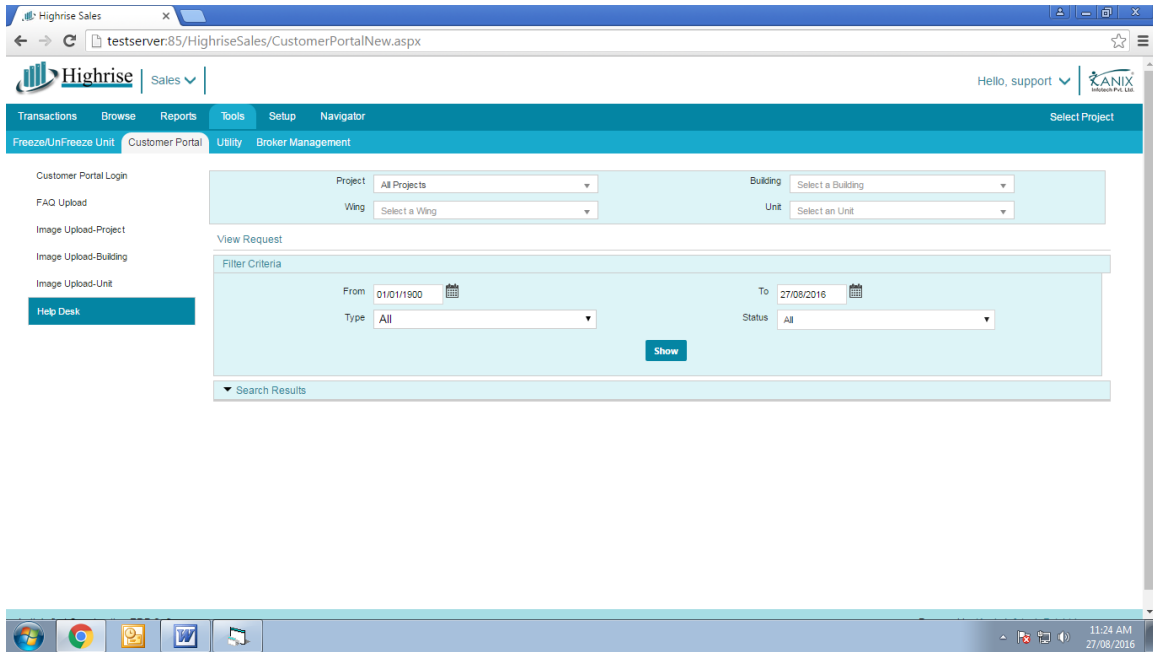 Highrise Sales
testserver:85/HighriseSales/CustomerPortalNew.aspx
Highrise Sales Hello, support KANIX
Infotech Pvt. Ltd.
Transactions Browse Reports Tools Setup Navigator Select Project
Freeze/UnFreeze Unit Customer Portal Utility Broker Management
Customer Portal Login
FAQ Upload
Image Upload-Project
Image Upload-Building
Image Upload-Unit
Help Desk
Project All Projects Building Select a Building
Wing Select a Wing Unit Select an Unit
View Request
Filter Criteria
From 01/01/1900 To 27/08/2016
Type All Status All
Show
Search Results
11:24 AM
27/08/2016